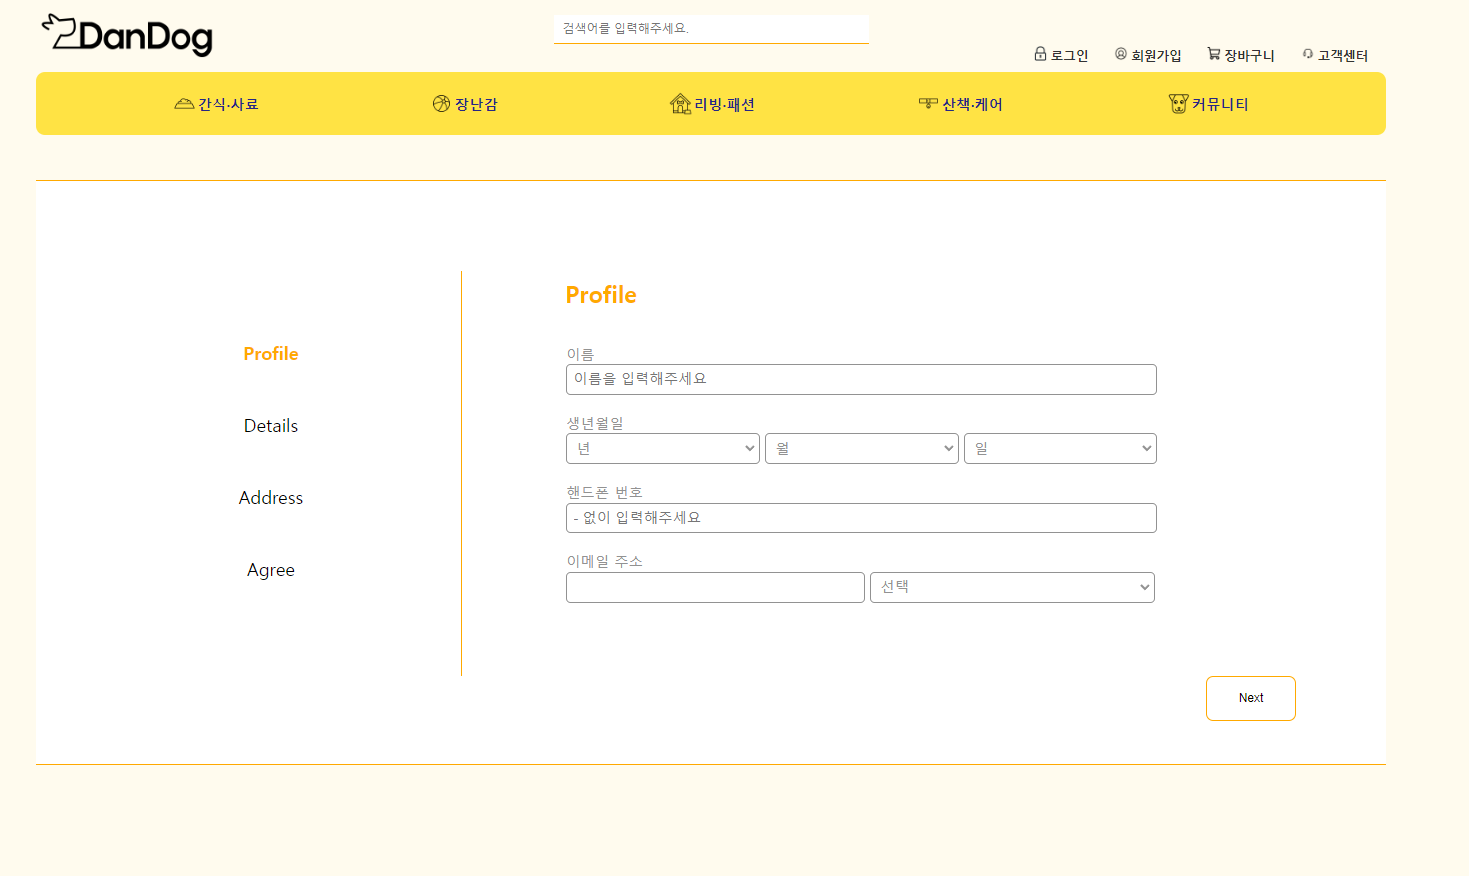 DanDog
검색어를 입력해주세요.
로그인 회원가입 장바구니 고객센터
간식·사료 장난감 리빙·패션 산책·케어 커뮤니티
Profile
Details
Address
Agree
Profile
이름
이름을 입력해주세요
생년월일
년 월 일
핸드폰 번호
- 없이 입력해주세요
이메일 주소
선택
Next